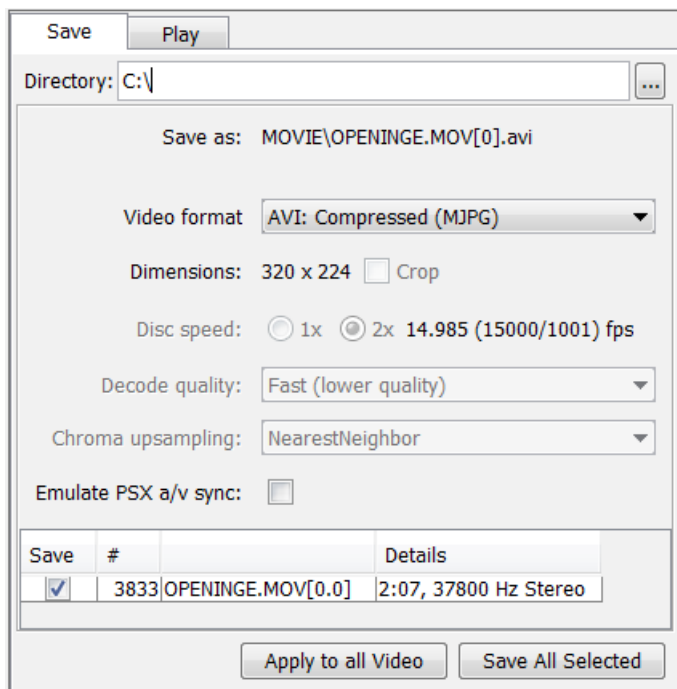 Save Play
Directory: C:\ ...
Save as: MOVIE\OPENINGE.MOV[0].avi
Video format AVI: Compressed (MJPG)
Dimensions: 320 x 224 Crop
Disc speed: 1x 2x 14.985 (15000/1001) fps
Decode quality: Fast (lower quality)
Chroma upsampling: NearestNeighbor
Emulate PSX a/v sync:
Save # Details
3833 OPENINGE.MOV[0.0] 2:07, 37800 Hz Stereo
Apply to all Video Save All Selected